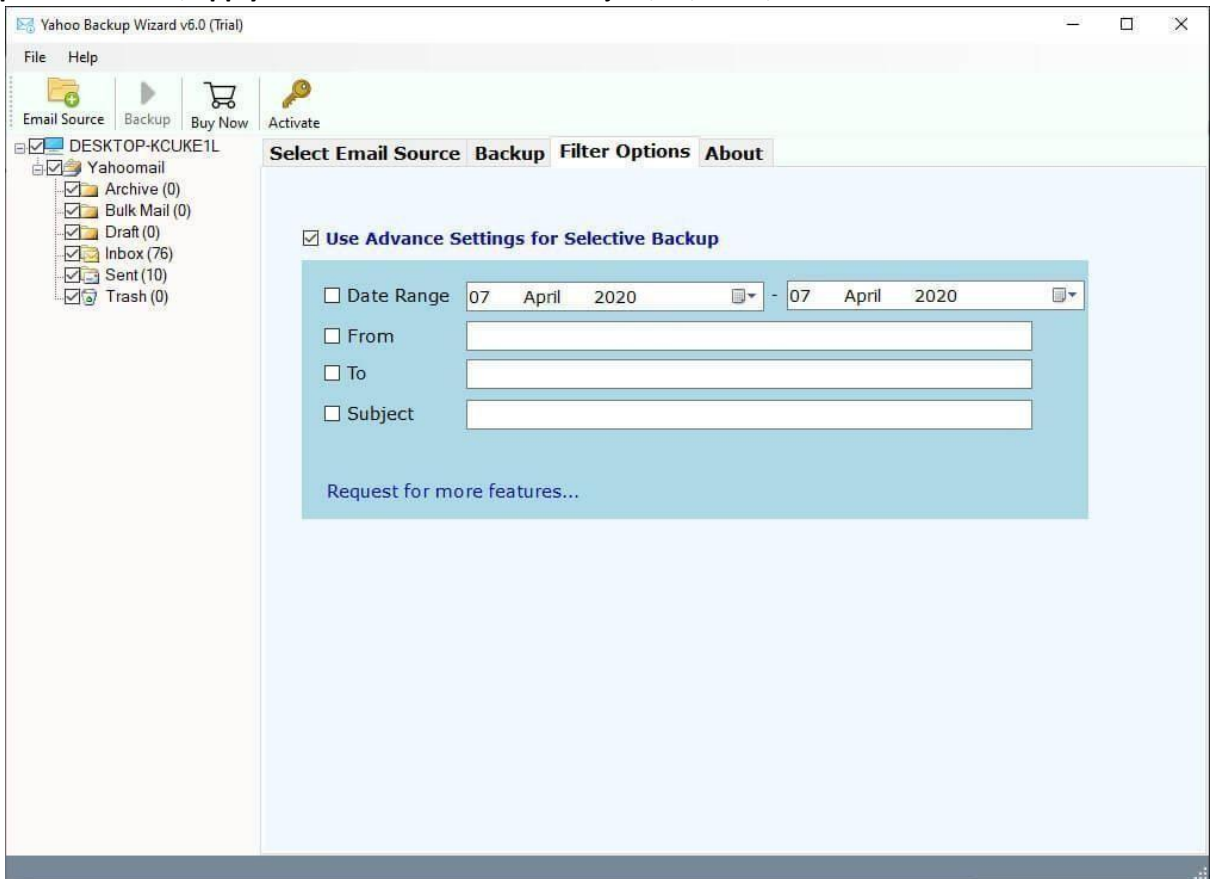 Yahoo Backup Wizard v6.0 (Trial)
File Help
Email Source Backup Buy Now Activate
DESKTOP-KCUKE1L
Yahoomail
Archive (0)
Bulk Mail (0)
Draft (0)
Inbox (76)
Sent (10)
Trash (0)
Select Email Source Backup Filter Options About
Use Advance Settings for Selective Backup
Date Range 07 April 2020 - 07 April 2020
From
To
Subject
Request for more features...